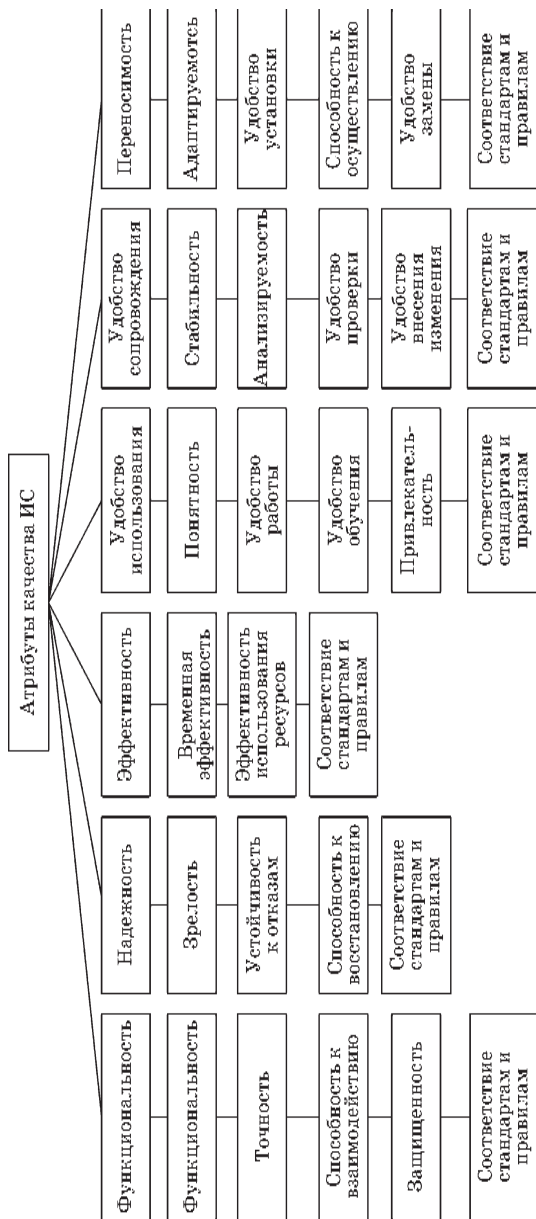 Атрибуты качества ИС
Функциональность
Функциональность
Точность
Способность к
взаимодействию
Защищенность
Соответствие
стандартам и
правилам
Надежность
Зрелость
Устойчивость
к отказам
Способность к
восстановлению
Соответствие
стандартам и
правилам
Эффективность
Временная
эффективность
Эффективность
использования
ресурсов
Соответствие
стандартам и
правилам
Удобство
использования
Понятность
Удобство
работы
Удобство
обучения
Привлекатель-
ность
Соответствие
стандартам и
правилам
Удобство
сопровождения
Стабильность
Анализируемость
Удобство
проверки
Удобство
внесения
изменения
Соответствие
стандартам и
правилам
Переносимость
Адаптируемотсь
Удобство
установки
Способность к
осуществлению
Удобство
замены
Соответствие
стандартам и
правилам